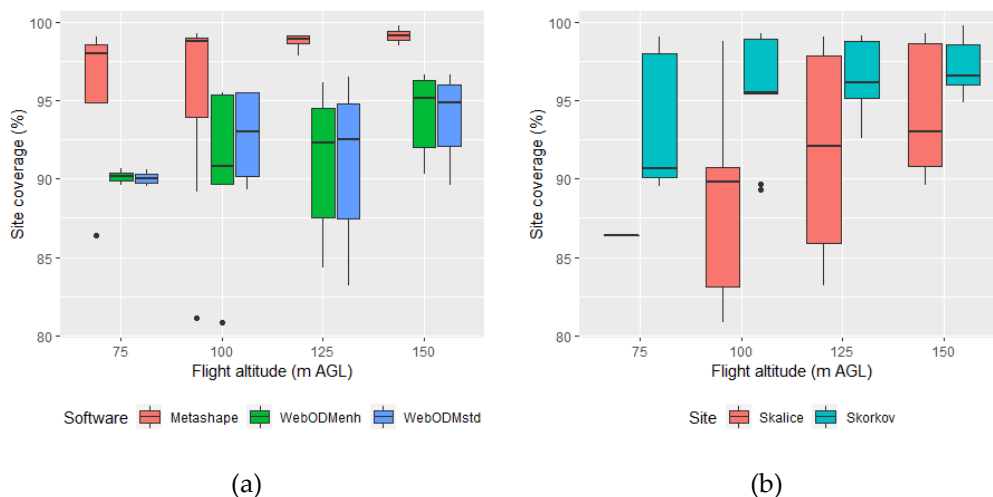 100
95
90
85
80
Site coverage (%)
75
100
125
150
Flight altitude (m AGL)
Software
Metashape
WebODMenh
WebODMstd
(a)
100
95
90
85
80
Site coverage (%)
75
100
125
150
Flight altitude (m AGL)
Site
Skalice
Skorkov
(b)